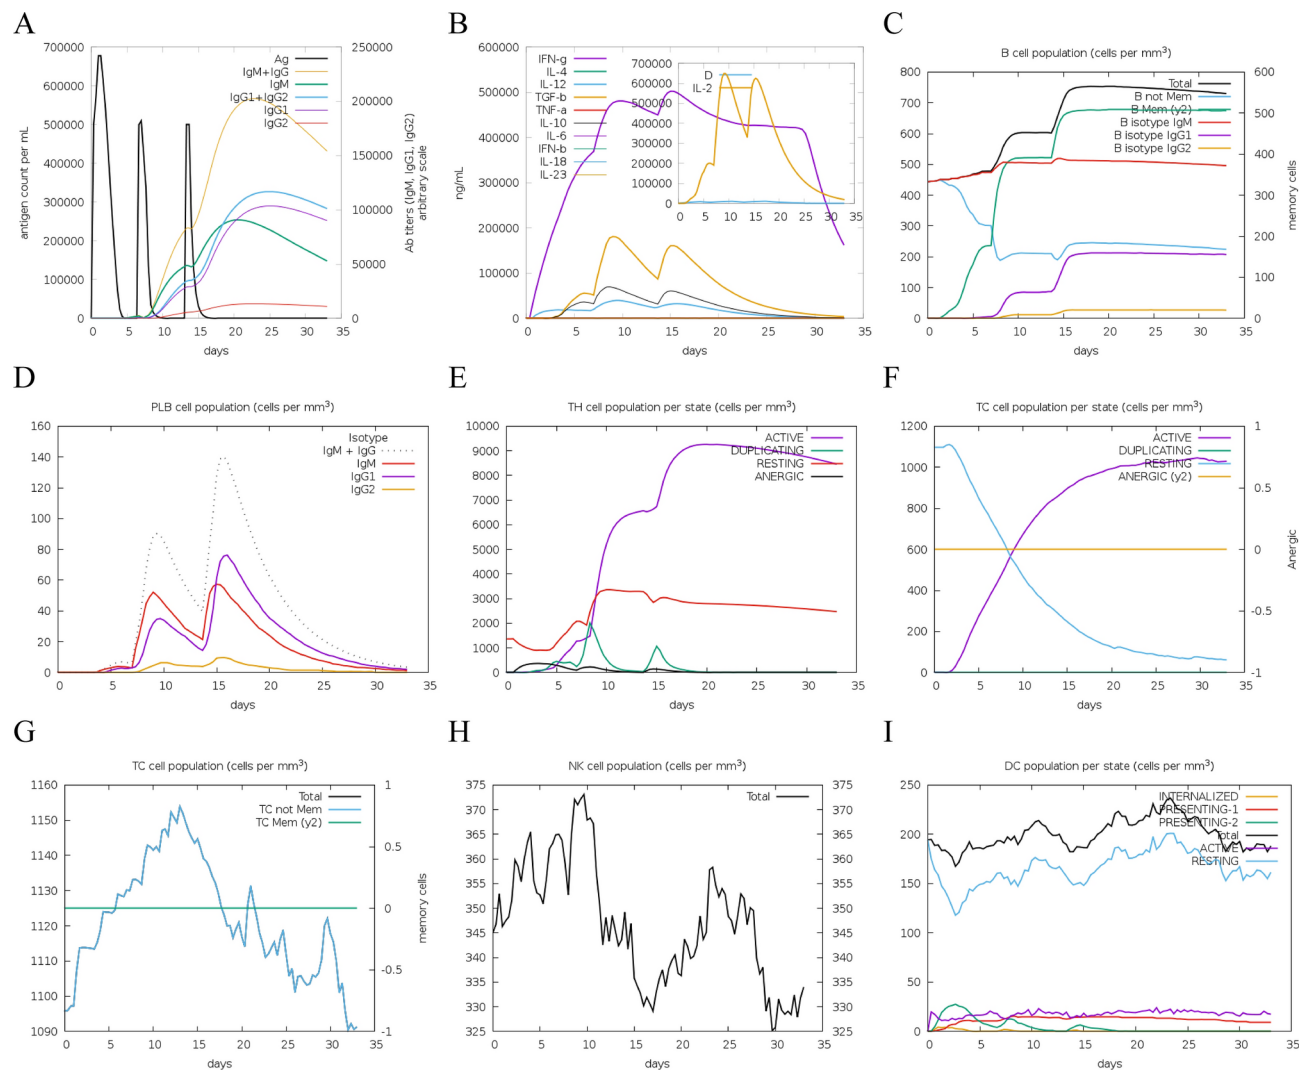 A
700000
600000
500000
400000
300000
200000
100000
0
250000
200000
150000
100000
50000
0
Ag
IgM+IgG
IgM
IgG1+IgG2
IgG1
IgG2
antigen count per mL
Ab titers (IgM, IgG1, IgG2)
arbitrary scale
0 5 10 15 20 25 30 35
days
B
600000
500000
400000
300000
200000
100000
0
IFN-g
IL-4
IL-12
TGF-b
TNF-a
IL-10
IL-6
IFN-b
IL-18
IL-23
ng/mL
700000
600000
500000
400000
300000
200000
100000
0
D
IL-2
0 5 10 15 20 25 30 35
0 5 10 15 20 25 30 35
days
C
B cell population (cells per mm3)
800
700
600
500
400
300
200
100
0
600
500
400
300
200
100
0
Total
B not Mem
B Mem (y2)
B isotype IgM
B isotype IgG1
B isotype IgG2
memory cells
0 5 10 15 20 25 30 35
days
D
PLB cell population (cells per mm3)
160
140
120
100
80
60
40
20
0
Isotype
IgM + IgG
IgM
IgG1
IgG2
0 5 10 15 20 25 30 35
days
E
TH cell population per state (cells per mm3)
10000
9000
8000
7000
6000
5000
4000
3000
2000
1000
0
ACTIVE
DUPLICATING
RESTING
ANERGIC
0 5 10 15 20 25 30 35
days
F
TC cell population per state (cells per mm3)
1200
1000
800
600
400
200
0
1
0.5
0
-0.5
-1
ACTIVE
DUPLICATING
RESTING
ANERGIC (y2)
Anergic
0 5 10 15 20 25 30 35
days
G
TC cell population (cells per mm3)
1160
1150
1140
1130
1120
1110
1100
1090
1
0.5
0
-0.5
-1
Total
TC not Mem
TC Mem (y2)
memory cells
0 5 10 15 20 25 30 35
days
H
NK cell population (cells per mm3)
375
370
365
360
355
350
345
340
335
330
325
375
370
365
360
355
350
345
340
335
330
325
Total
0 5 10 15 20 25 30 35
days
I
DC population per state (cells per mm3)
250
200
150
100
50
0
INTERNALIZED
PRESENTING-1
PRESENTING-2
Total
ACTIVE
RESTING
0 5 10 15 20 25 30 35
days